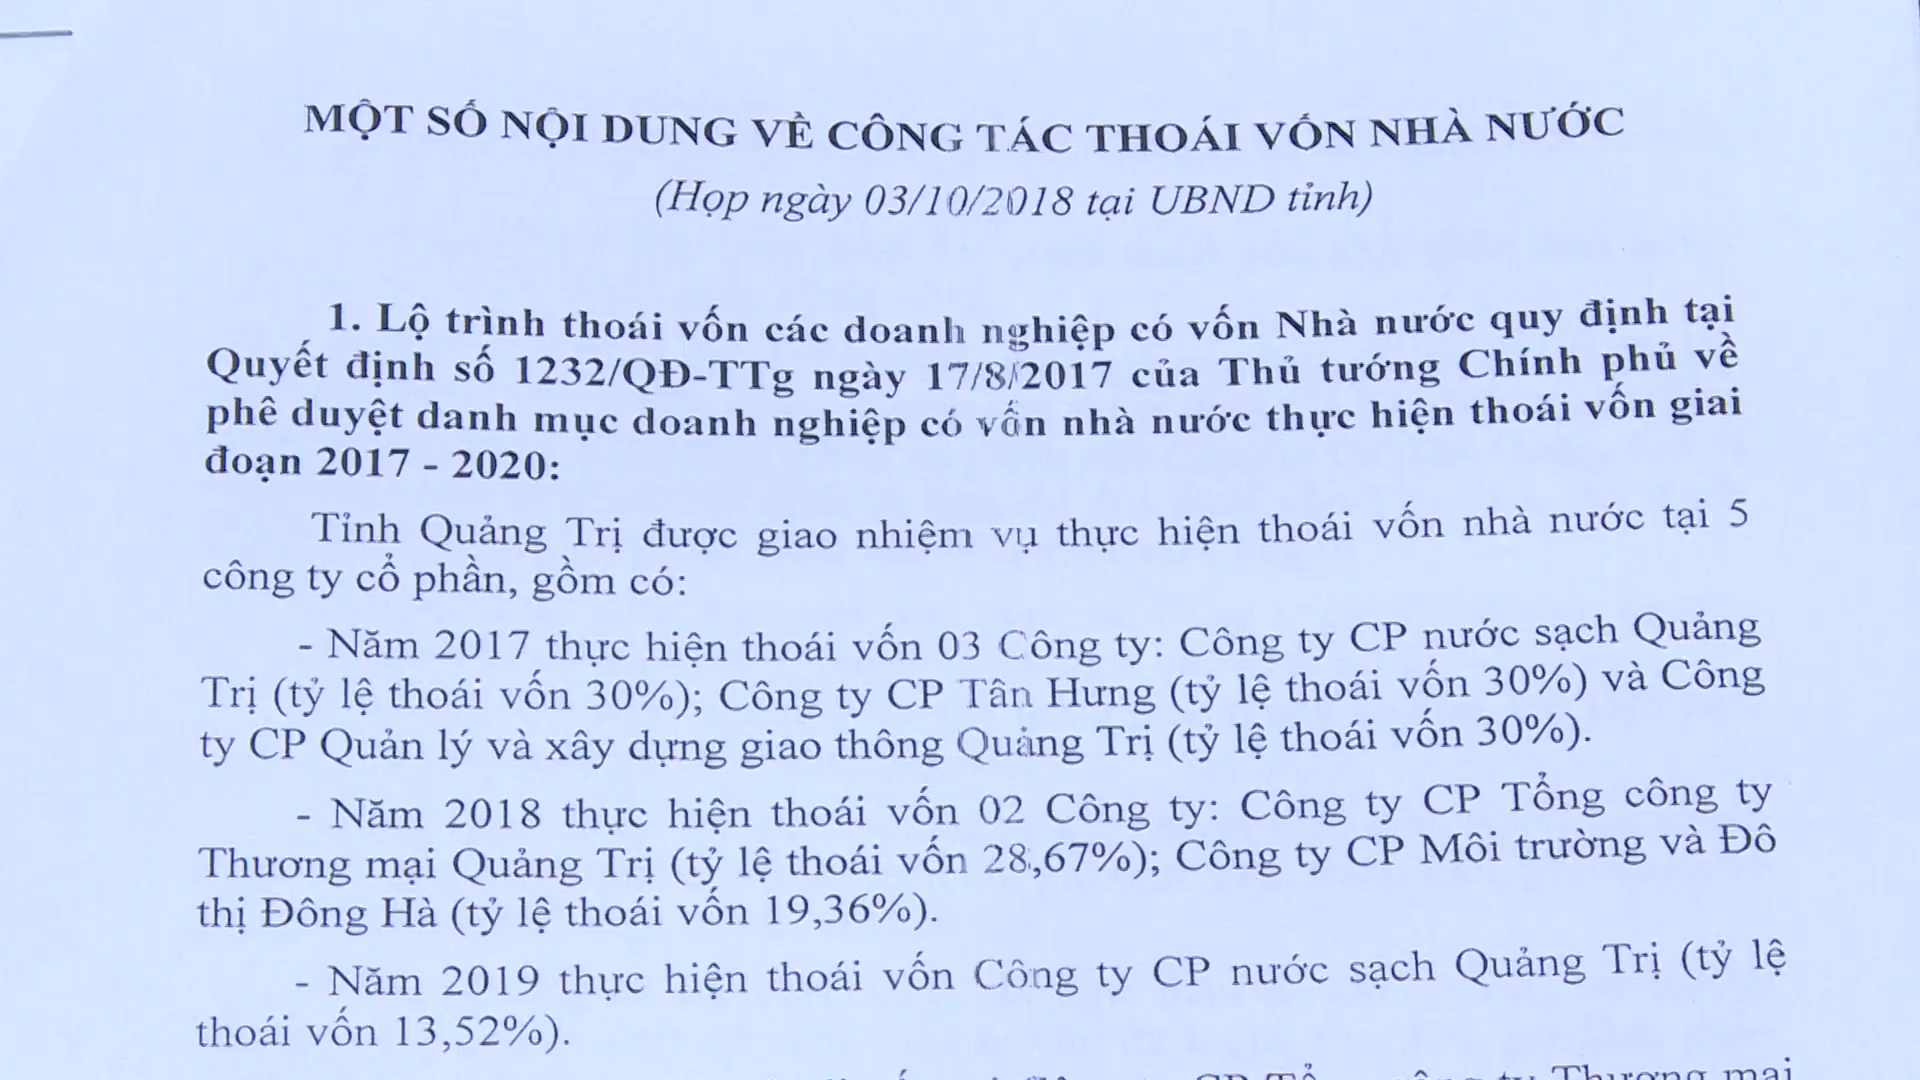 MỘT SỐ NỘI DUNG VỀ CÔNG TÁC THOÁI VỐN NHÀ NƯỚC
(Họp ngày 03/10/2018 tại UBND tỉnh)
1. Lộ trình thoái vốn các doanh nghiệp có vốn Nhà nước quy định tại
Quyết định số 1232/QĐ-TTg ngày 17/8/2017 của Thủ tướng Chính phủ về
phê duyệt danh mục doanh nghiệp có vốn nhà nước thực hiện thoái vốn giai
đoạn 2017 - 2020:
Tỉnh Quảng Trị được giao nhiệm vụ thực hiện thoái vốn nhà nước tại 5
công ty cổ phần, gồm có:
- Năm 2017 thực hiện thoái vốn 03 Công ty: Công ty CP nước sạch Quảng
Trị (tỷ lệ thoái vốn 30%); Công ty CP Tân Hưng (tỷ lệ thoái vốn 30%) và Công
ty CP Quản lý và xây dựng giao thông Quảng Trị (tỷ lệ thoái vốn 30%).
- Năm 2018 thực hiện thoái vốn 02 Công ty: Công ty CP Tổng công ty
Thương mại Quảng Trị (tỷ lệ thoái vốn 28,67%); Công ty CP Môi trường và Đô
thị Đông Hà (tỷ lệ thoái vốn 19,36%).
- Năm 2019 thực hiện thoái vốn Công ty CP nước sạch Quảng Trị (tỷ lệ
thoái vốn 13,52%).
CP Tổng công ty Thương mại